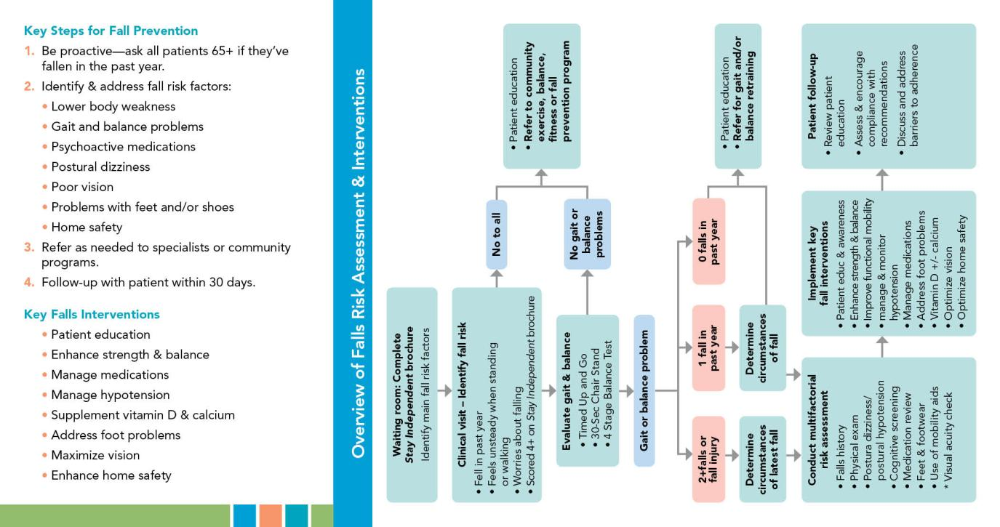 Key Steps for Fall Prevention
1. Be proactive—ask all patients 65+ if they've
fallen in the past year.
2. Identify & address fall risk factors:
• Lower body weakness
• Gait and balance problems
• Psychoactive medications
• Postural dizziness
• Poor vision
• Problems with feet and/or shoes
• Home safety
3. Refer as needed to specialists or community
programs.
4. Follow-up with patient within 30 days.
Key Falls Interventions
• Patient education
• Enhance strength & balance
• Manage medications
• Manage hypotension
• Supplement vitamin D & calcium
• Address foot problems
• Maximize vision
• Enhance home safety
Overview of Falls Risk Assessment & Interventions
Waiting room: Complete
Stay Independent brochure
Identify main fall risk factors
Clinical visit – Identify fall risk
• Fell in past year
• Feels unsteady when standing
or walking
• Worries about falling
• Scored 4+ on Stay Independent brochure
No to all
• Patient education
• Refer to community
exercise, balance,
fitness or fall
prevention program
Evaluate gait & balance
• Timed Up and Go
• 30-Sec Chair Stand
• 4 Stage Balance Test
No gait or
balance
problems
Gait or balance problem
2+falls or
fall injury
1 fall in
past year
0 falls in
past year
• Patient education
• Refer for gait and/or
balance retraining
Determine
circumstances
of latest fall
Determine
circumstances
of fall
Conduct multifactorial
risk assessment
• Falls history
• Physical exam
• Postura dizziness/
postural hypotension
• Cognitive screening
• Medication review
• Feet & footwear
• Use of mobility aids
* Visual acuity check
Implement key
fall interventions
• Patient educ & awareness
• Enhance strength & balance
• Improve functional mobility
• manage & monitor
hypotension
• Manage medications
• Address foot problems
• Vitamin D +/- calcium
• Optimize vision
• Optimize home safety
Patient follow-up
• Review patient
education
• Assess & encourage
compliance with
recommendations
• Discuss and address
barriers to adherence